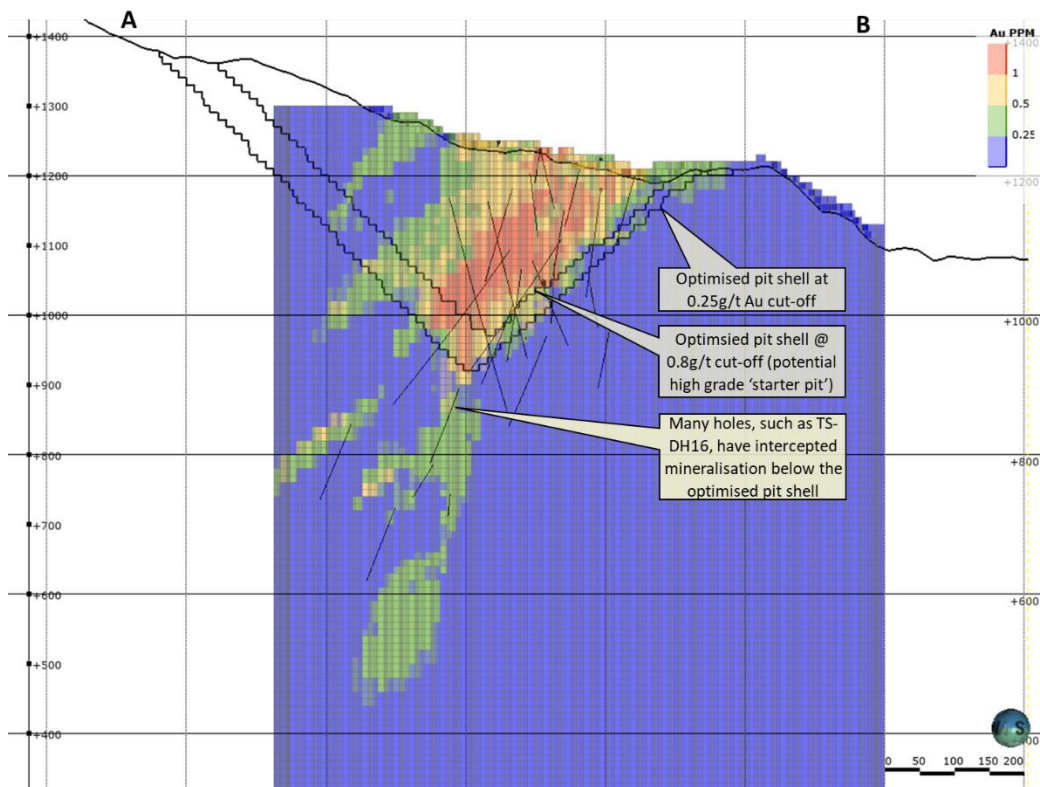 A
B
Au PPM
+1400
+1400
1
0.5
+1300
0.25
+1200
+1200
+1100
Optimised pit shell at
0.25g/t Au cut-off
+1000
+1000
Optimsied pit shell @
0.8g/t cut-off (potential
high grade ‘starter pit’)
+900
Many holes, such as TS-
DH16, have intercepted
mineralisation below the
optimised pit shell
+800
+800
+700
+600
+600
+500
+400
S
0 50 100 150 200